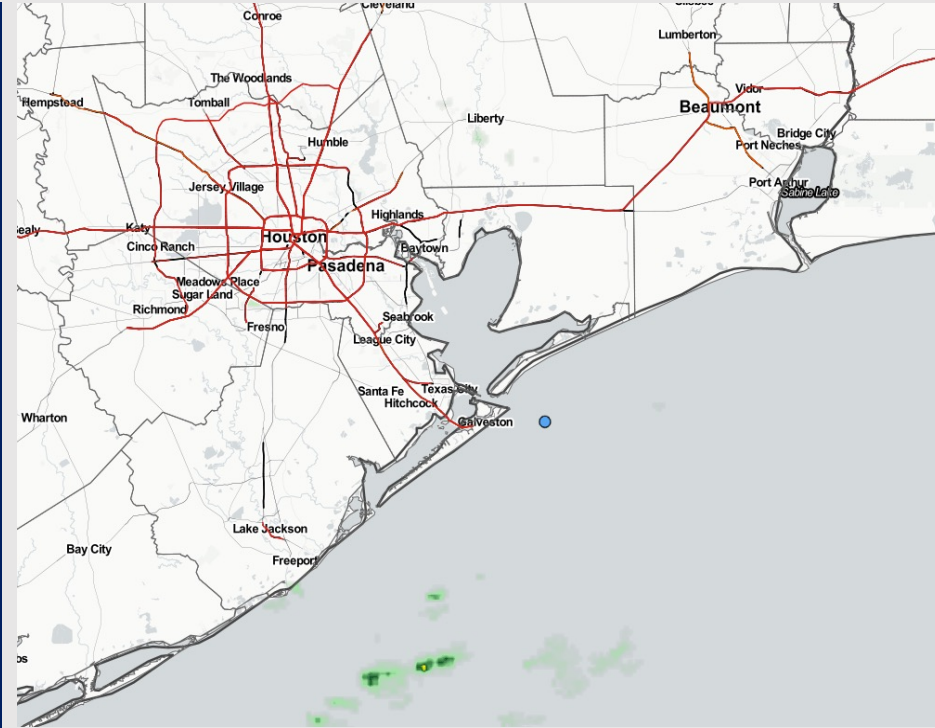 Conroe
Cleveland
Lumberton
The Woodlands
Hempstead
Tomball
Vidor
Beaumont
Liberty
Bridge City
Humble
Port Neches
Jersey Village
Port Arthur
Sabine Lake
Highlands
Katy
Sealy
Houston
Cinco Ranch
Baytown
Pasadena
Meadows Place
Sugar Land
Richmond
Seabrook
Fresno
League City
Santa Fe
Texas City
Hitchcock
Wharton
Galveston
Lake Jackson
Bay City
Freeport
os